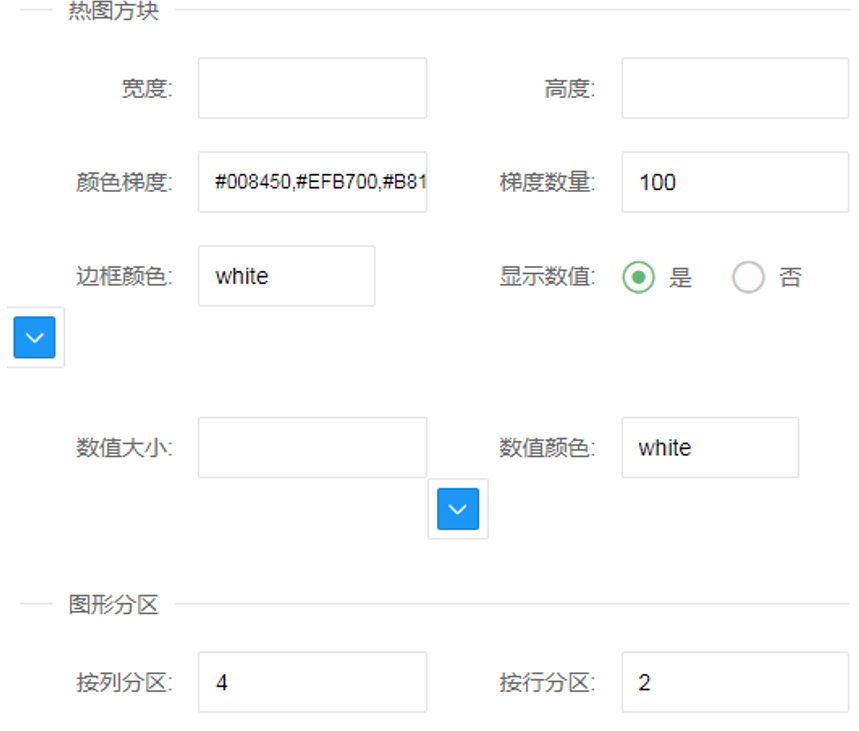 热图方块
宽度: 高度:
颜色梯度: #008450,#EFB700,#B81 梯度数量: 100
边框颜色: white 显示数值: 是 否
数值大小: 数值颜色: white
图形分区
按列分区: 4 按行分区: 2